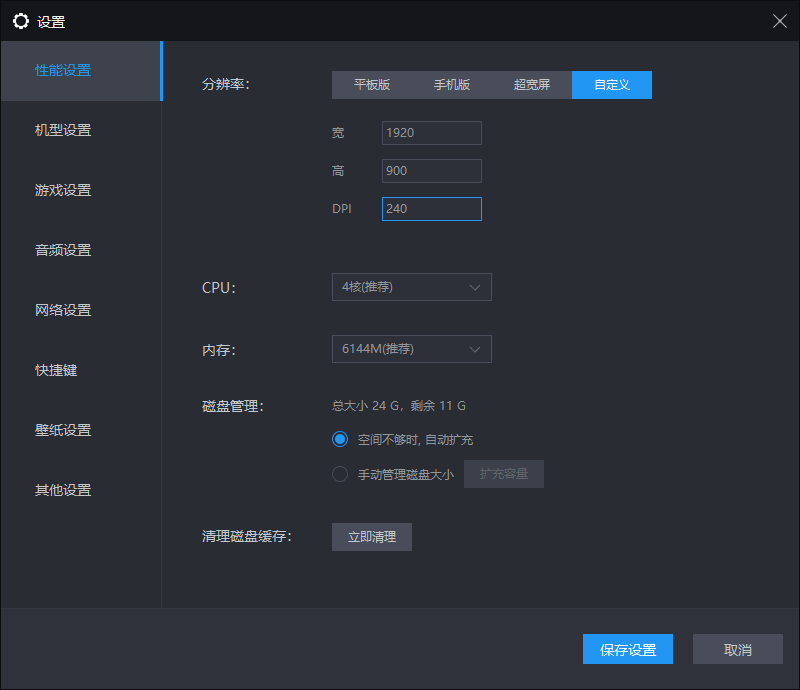 设置
性能设置
机型设置
游戏设置
音频设置
网络设置
快捷键
壁纸设置
其他设置
分辨率： 平板版 手机版 超宽屏 自定义
宽 1920
高 900
DPI 240
CPU： 4核(推荐)
内存： 6144M(推荐)
磁盘管理： 总大小 24 G，剩余 11 G
空间不够时, 自动扩充
手动管理磁盘大小 扩充容量
清理磁盘缓存： 立即清理
保存设置 取消